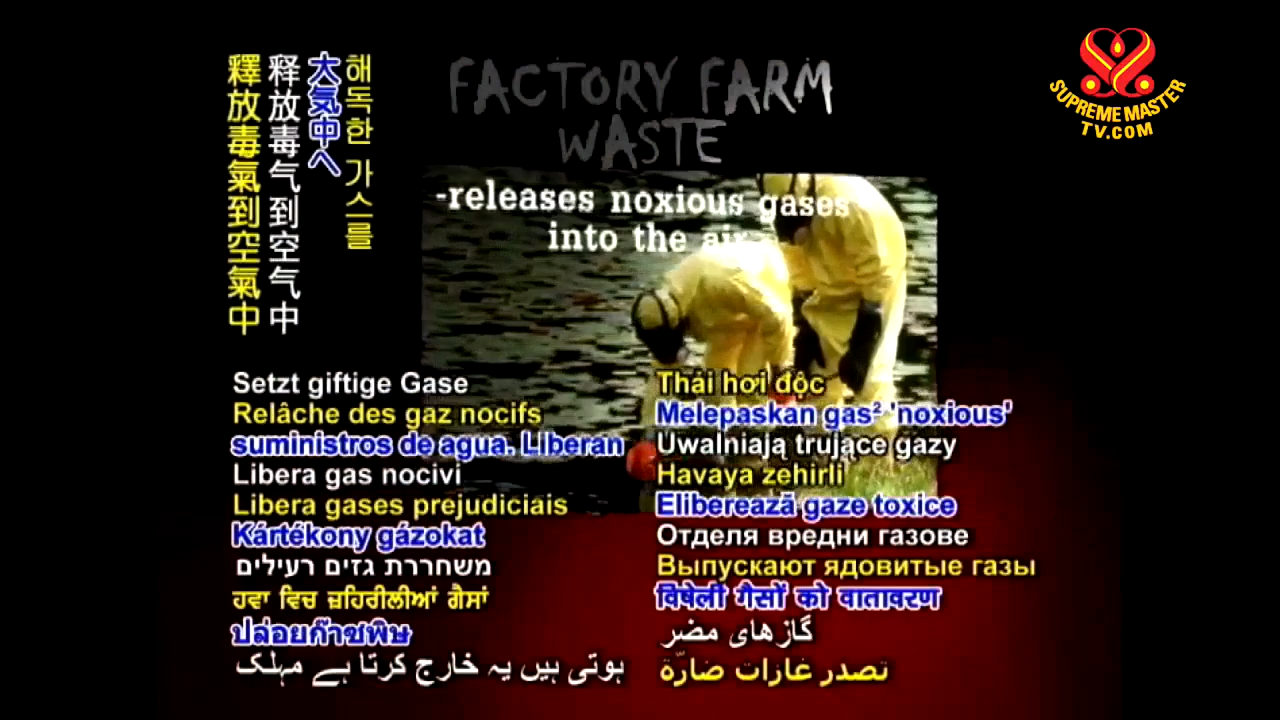 釋放毒氣到空氣中
释放毒气到空气中
大気中へ
해독한 가스를
FACTORY FARM
WASTE
-releases noxious gases
into the air
SUPREME MASTER
TV.COM
Setzt giftige Gase
Relâche des gaz nocifs
suministros de agua. Liberan
Libera gas nocivi
Libera gases prejudiciais
Kártékony gázokat
משחררת גזים רעילים
ਹਵਾ ਵਿਚ ਜ਼ਹਿਰੀਲੀਆਂ ਗੈਸਾਂ
ปล่อยก๊าซพิษ
ہوتی ہیں یہ خارج کرتا ہے مہلک
Thải hơi độc
Melepaskan gas² 'noxious'
Uwalniają trujące gazy
Havaya zehirli
Eliberează gaze toxice
Отделя вредни газове
Выпускают ядовитые газы
विषैली गैसों को वातावरण
گازهای مضر
تصدر غازات ضارّة